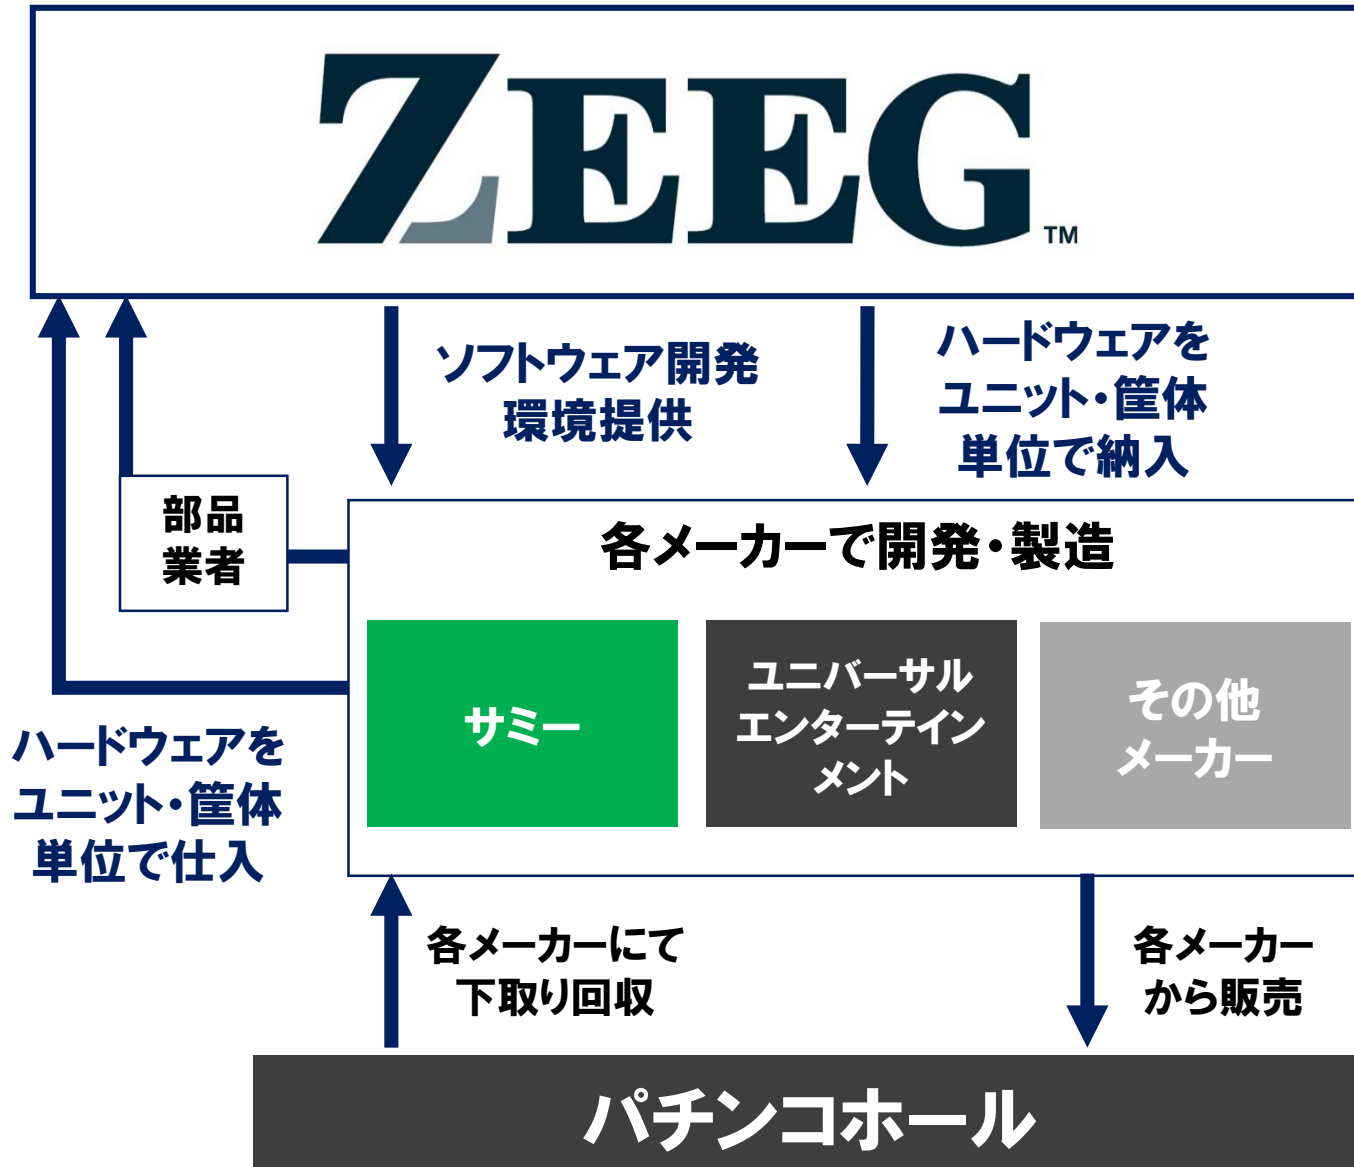 ZEEG™
ソフトウェア開発
環境提供
ハードウェアを
ユニット・筐体
単位で納入
部品
業者
各メーカーで開発・製造
サミー
ユニバーサル
エンターテイン
メント
その他
メーカー
ハードウェアを
ユニット・筐体
単位で仕入
各メーカーにて
下取り回収
各メーカー
から販売
パチンコホール